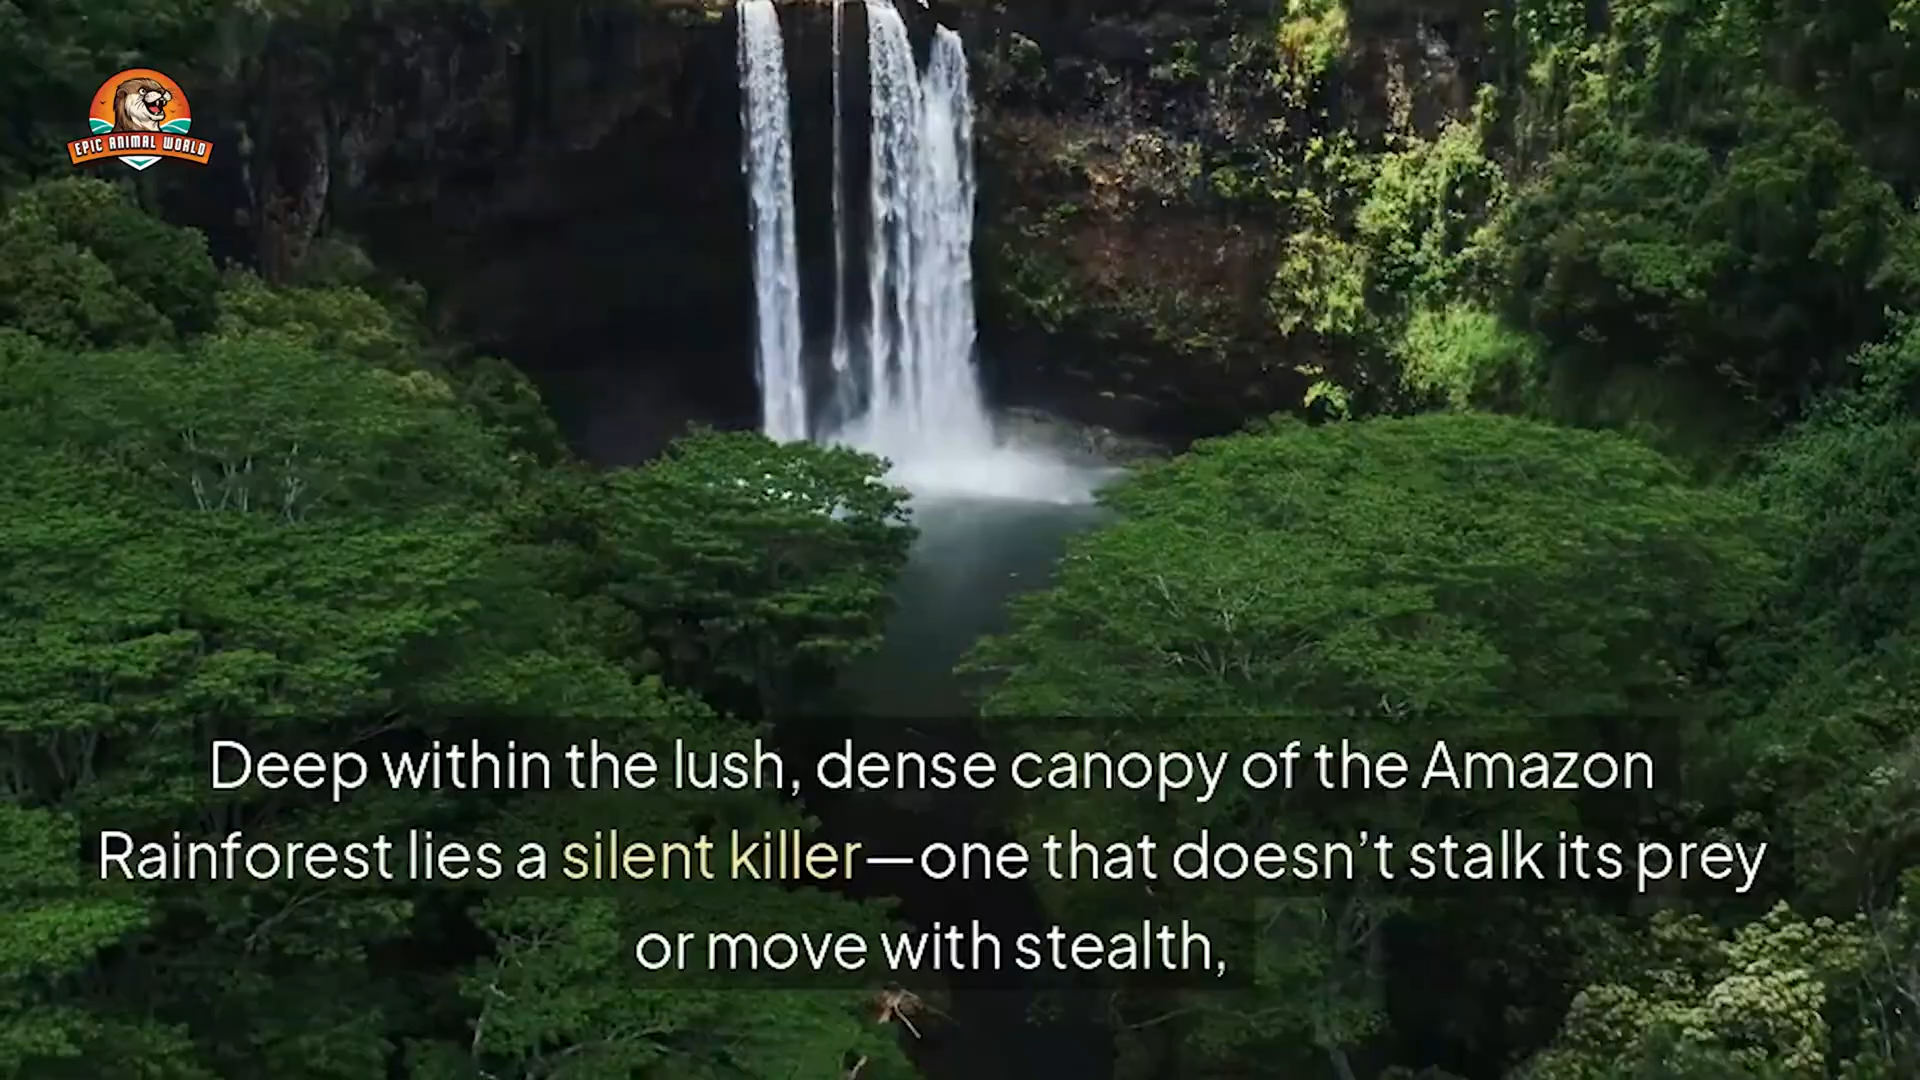 EPIC ANIMAL WORLD
Deep within the lush, dense canopy of the Amazon
Rainforest lies a silent killer—one that doesn’t stalk its prey
or move with stealth,